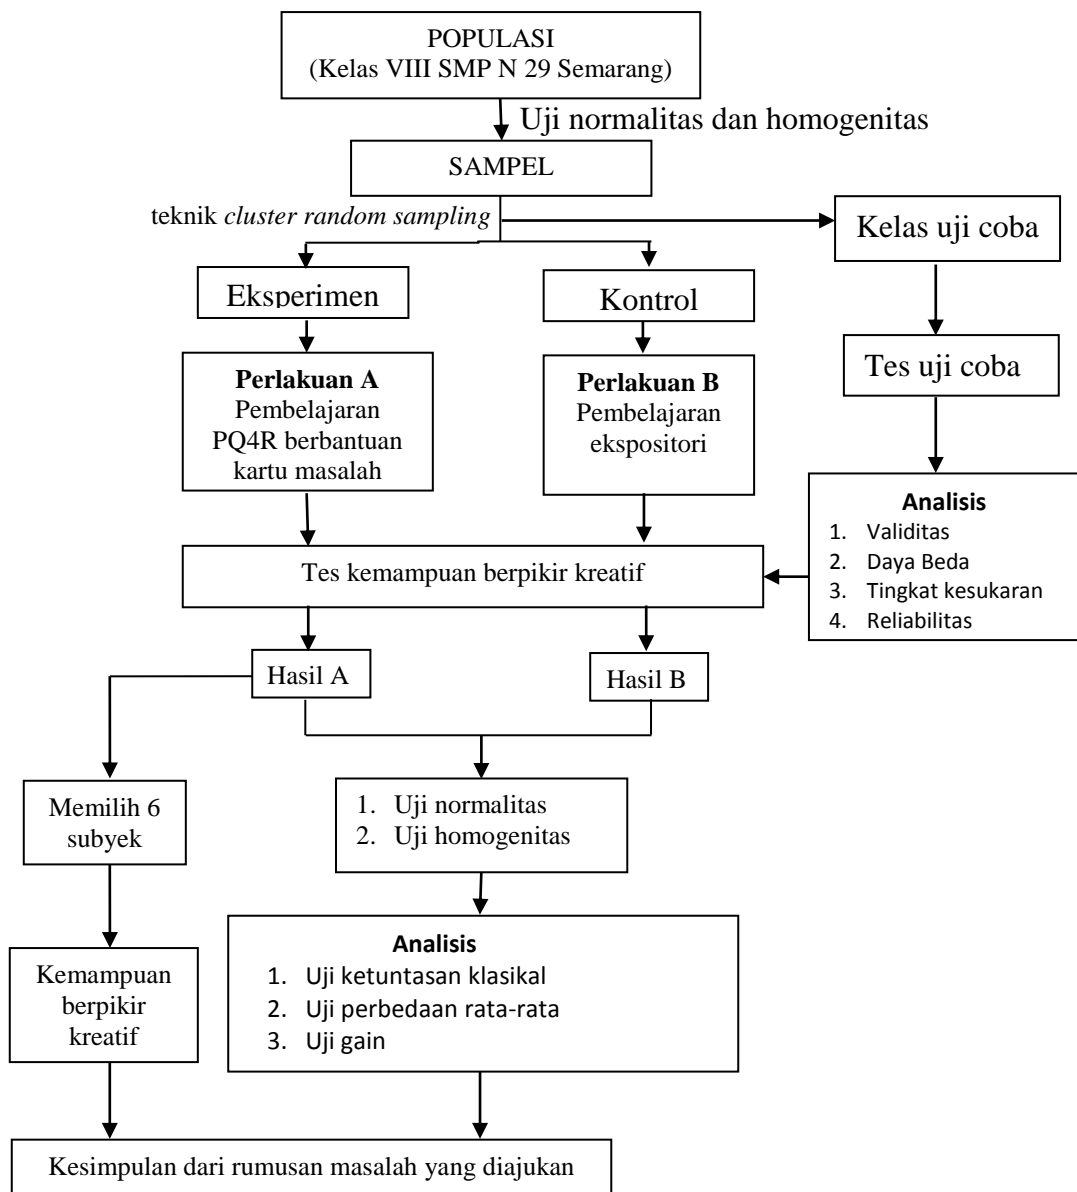 POPULASI
(Kelas VIII SMP N 29 Semarang)
Uji normalitas dan homogenitas
SAMPEL
teknik cluster random sampling
Kelas uji coba
Eksperimen
Kontrol
Tes uji coba
Perlakuan A
Pembelajaran
PQ4R berbantuan
kartu masalah
Perlakuan B
Pembelajaran
ekspositori
Analisis
1. Validitas
2. Daya Beda
3. Tingkat kesukaran
4. Reliabilitas
Tes kemampuan berpikir kreatif
Hasil A
Hasil B
Memilih 6
subyek
1. Uji normalitas
2. Uji homogenitas
Kemampuan
berpikir
kreatif
Analisis
1. Uji ketuntasan klasikal
2. Uji perbedaan rata-rata
3. Uji gain
Kesimpulan dari rumusan masalah yang diajukan